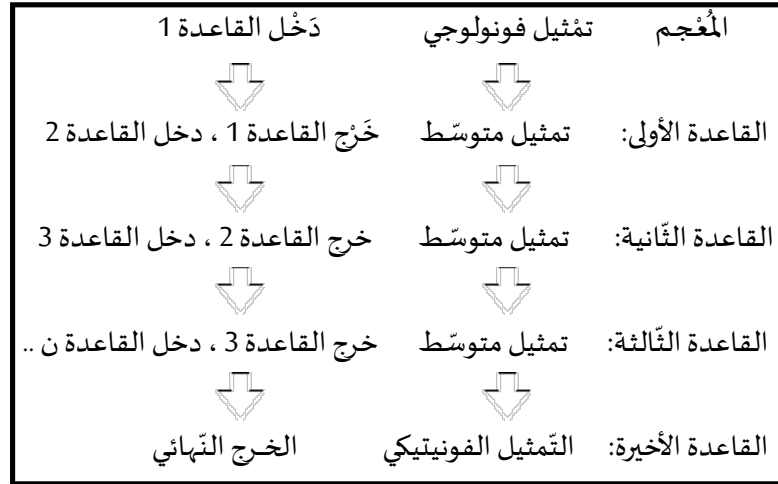 المُعْجم تمْثيل فونولوجي دَخْل القاعدة 1
القاعدة الأولى: تمثيل متوسّط خَرْج القاعدة 1 ، دخل القاعدة 2
القاعدة الثّانية: تمثيل متوسّط خرج القاعدة 2 ، دخل القاعدة 3
القاعدة الثّالثة: تمثيل متوسّط خرج القاعدة 3 ، دخل القاعدة ن ..
القاعدة الأخيرة: التّمثيل الفونيتيكي الخرج النّهائي